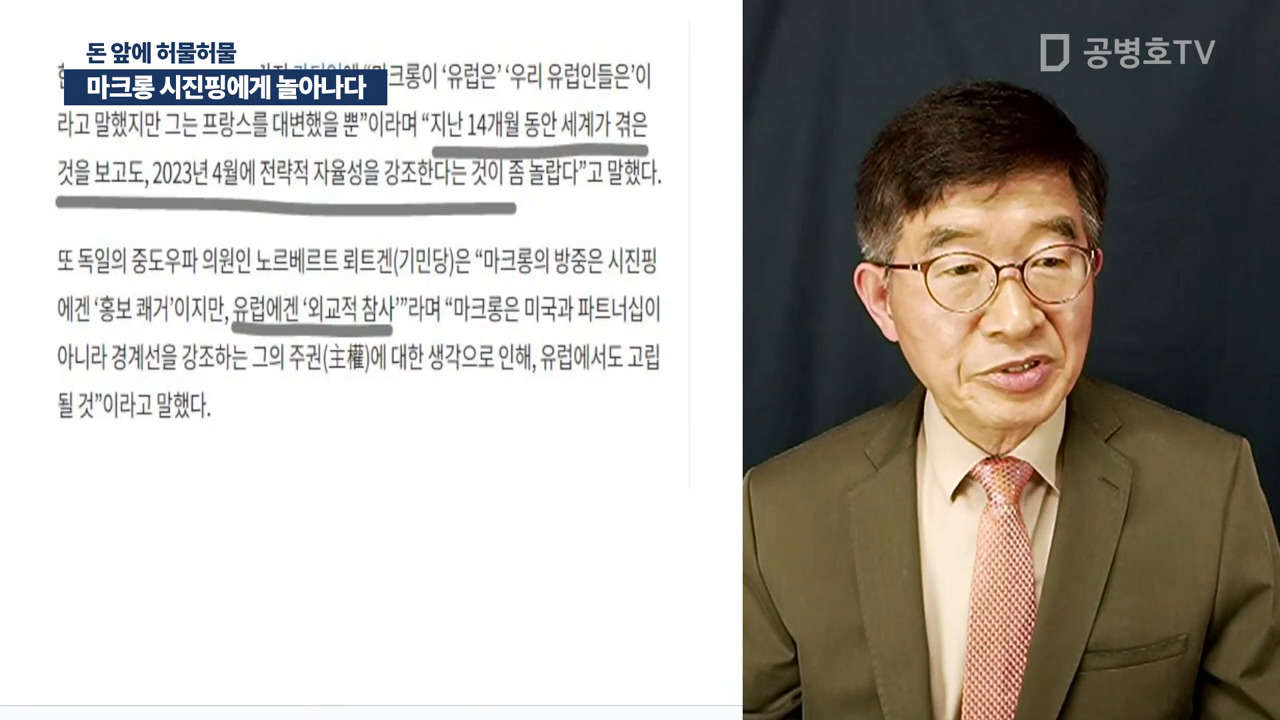 돈 앞에 허물허물
마크롱 시진핑에게 놀아나다
공병호TV
마크롱이 ‘유럽은’ ‘우리 유럽인들은’이
라고 말했지만 그는 프랑스를 대변했을 뿐”이라며 “지난 14개월 동안 세계가 겪은
것을 보고도, 2023년 4월에 전략적 자율성을 강조한다는 것이 좀 놀랍다”고 말했다.
또 독일의 중도우파 의원인 노르베르트 뢰트겐(기민당)은 “마크롱의 방중은 시진핑
에겐 ‘홍보 쾌거’이지만, 유럽에겐 ‘외교적 참사’”라며 “마크롱은 미국과 파트너십이
아니라 경계선을 강조하는 그의 주권(主權)에 대한 생각으로 인해, 유럽에서도 고립
될 것”이라고 말했다.